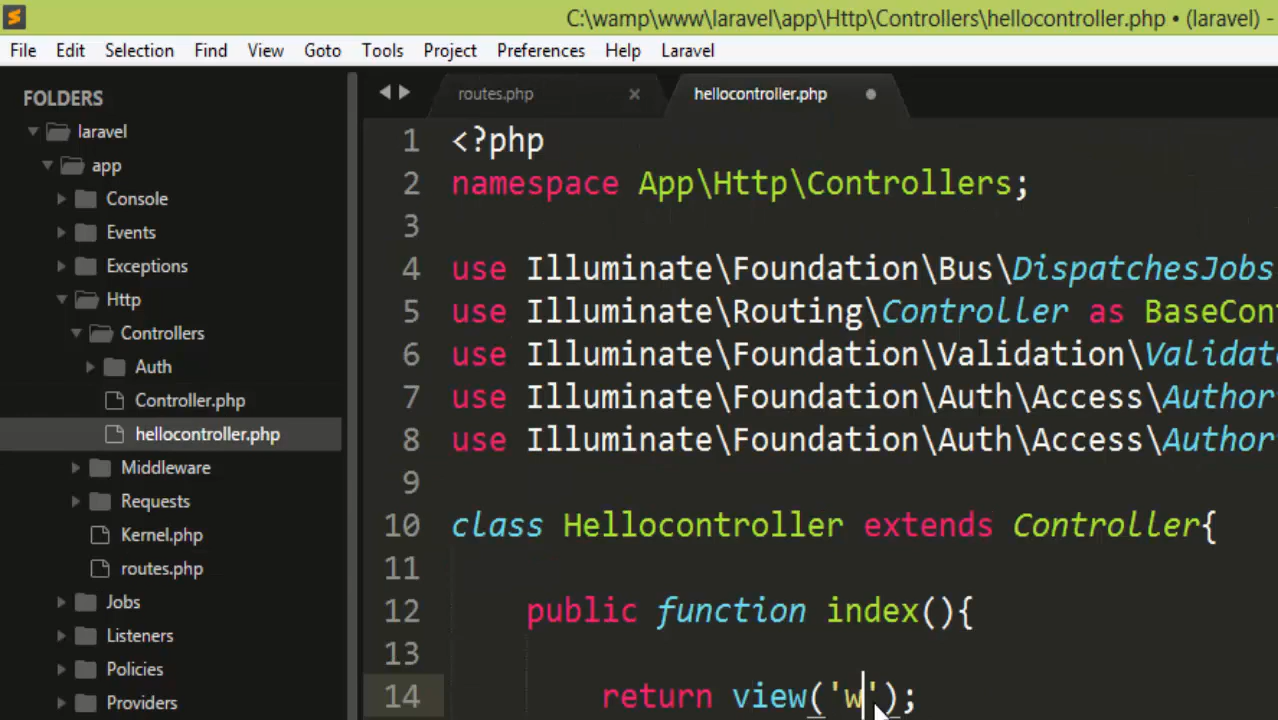 C:\wamp\www\laravel\app\Http\Controllers\hellocontroller.php • (laravel) -
File Edit Selection Find View Goto Tools Project Preferences Help Laravel
FOLDERS
laravel
app
Console
Events
Exceptions
Http
Controllers
Auth
Controller.php
hellocontroller.php
Middleware
Requests
Kernel.php
routes.php
Jobs
Listeners
Policies
Providers
routes.php × hellocontroller.php
1 <?php
2 namespace App\Http\Controllers;
3
4 use Illuminate\Foundation\Bus\DispatchesJobs
5 use Illuminate\Routing\Controller as BaseCont
6 use Illuminate\Foundation\Validation\Validat
7 use Illuminate\Foundation\Auth\Access\Author
8 use Illuminate\Foundation\Auth\Access\Author
9
10 class Hellocontroller extends Controller{
11
12 public function index(){
13
14 return view('w');